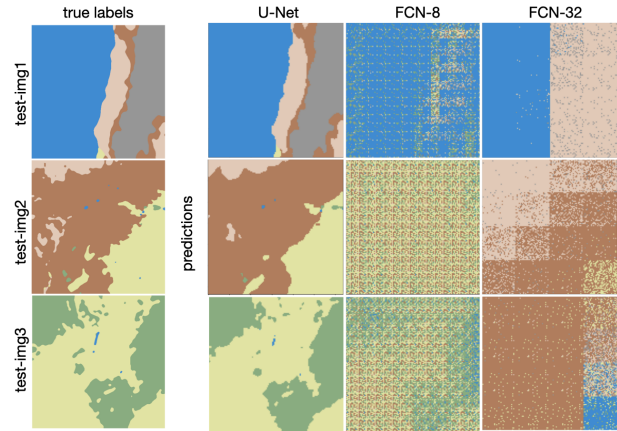 true labels
U-Net
FCN-8
FCN-32
test-img1
test-img2
predictions
test-img3